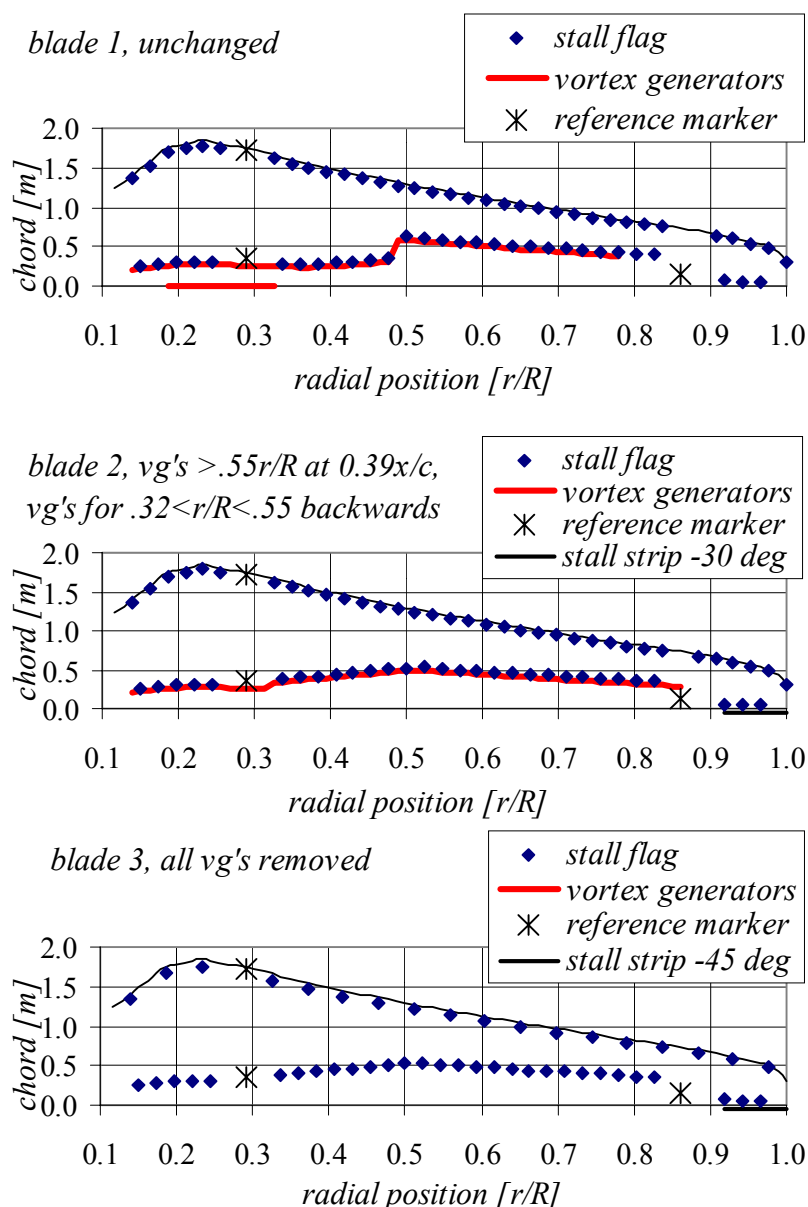 blade 1, unchanged
stall flag
vortex generators
reference marker
chord [m]
2.0
1.5
1.0
0.5
0.0
0.1 0.2 0.3 0.4 0.5 0.6 0.7 0.8 0.9 1.0
radial position [r/R]
blade 2, vg's >.55r/R at 0.39x/c,
vg's for .32<r/R<.55 backwards
stall flag
vortex generators
reference marker
stall strip -30 deg
chord [m]
2.0
1.5
1.0
0.5
0.0
0.1 0.2 0.3 0.4 0.5 0.6 0.7 0.8 0.9 1.0
radial position [r/R]
blade 3, all vg's removed
stall flag
vortex generators
reference marker
stall strip -45 deg
chord [m]
2.0
1.5
1.0
0.5
0.0
0.1 0.2 0.3 0.4 0.5 0.6 0.7 0.8 0.9 1.0
radial position [r/R]